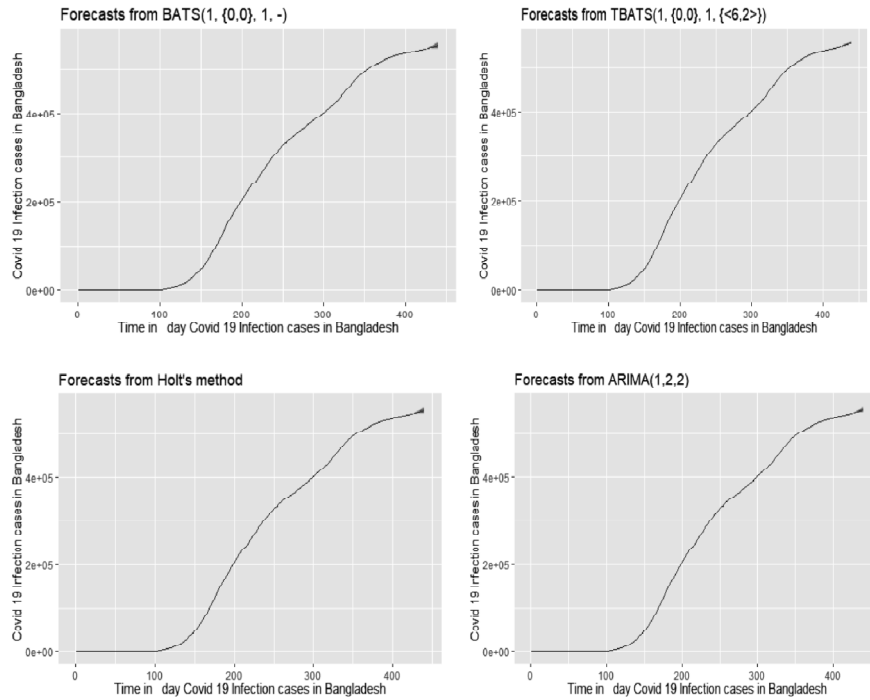 Forecasts from BATS(1, {0,0}, 1, -)
Covid 19 Infection cases in Bangladesh
4e+05
2e+05
0e+00
0 100 200 300 400
Time in day Covid 19 Infection cases in Bangladesh
Forecasts from TBATS(1, {0,0}, 1, {<6,2>})
Covid 19 Infection cases in Bangladesh
4e+05
2e+05
0e+00
0 100 200 300 400
Time in day Covid 19 Infection cases in Bangladesh
Forecasts from Holt's method
Covid 19 Infection cases in Bangladesh
4e+05
2e+05
0e+00
0 100 200 300 400
Time in day Covid 19 Infection cases in Bangladesh
Forecasts from ARIMA(1,2,2)
Covid 19 Infection cases in Bangladesh
4e+05
2e+05
0e+00
0 100 200 300 400
Time in day Covid 19 Infection cases in Bangladesh